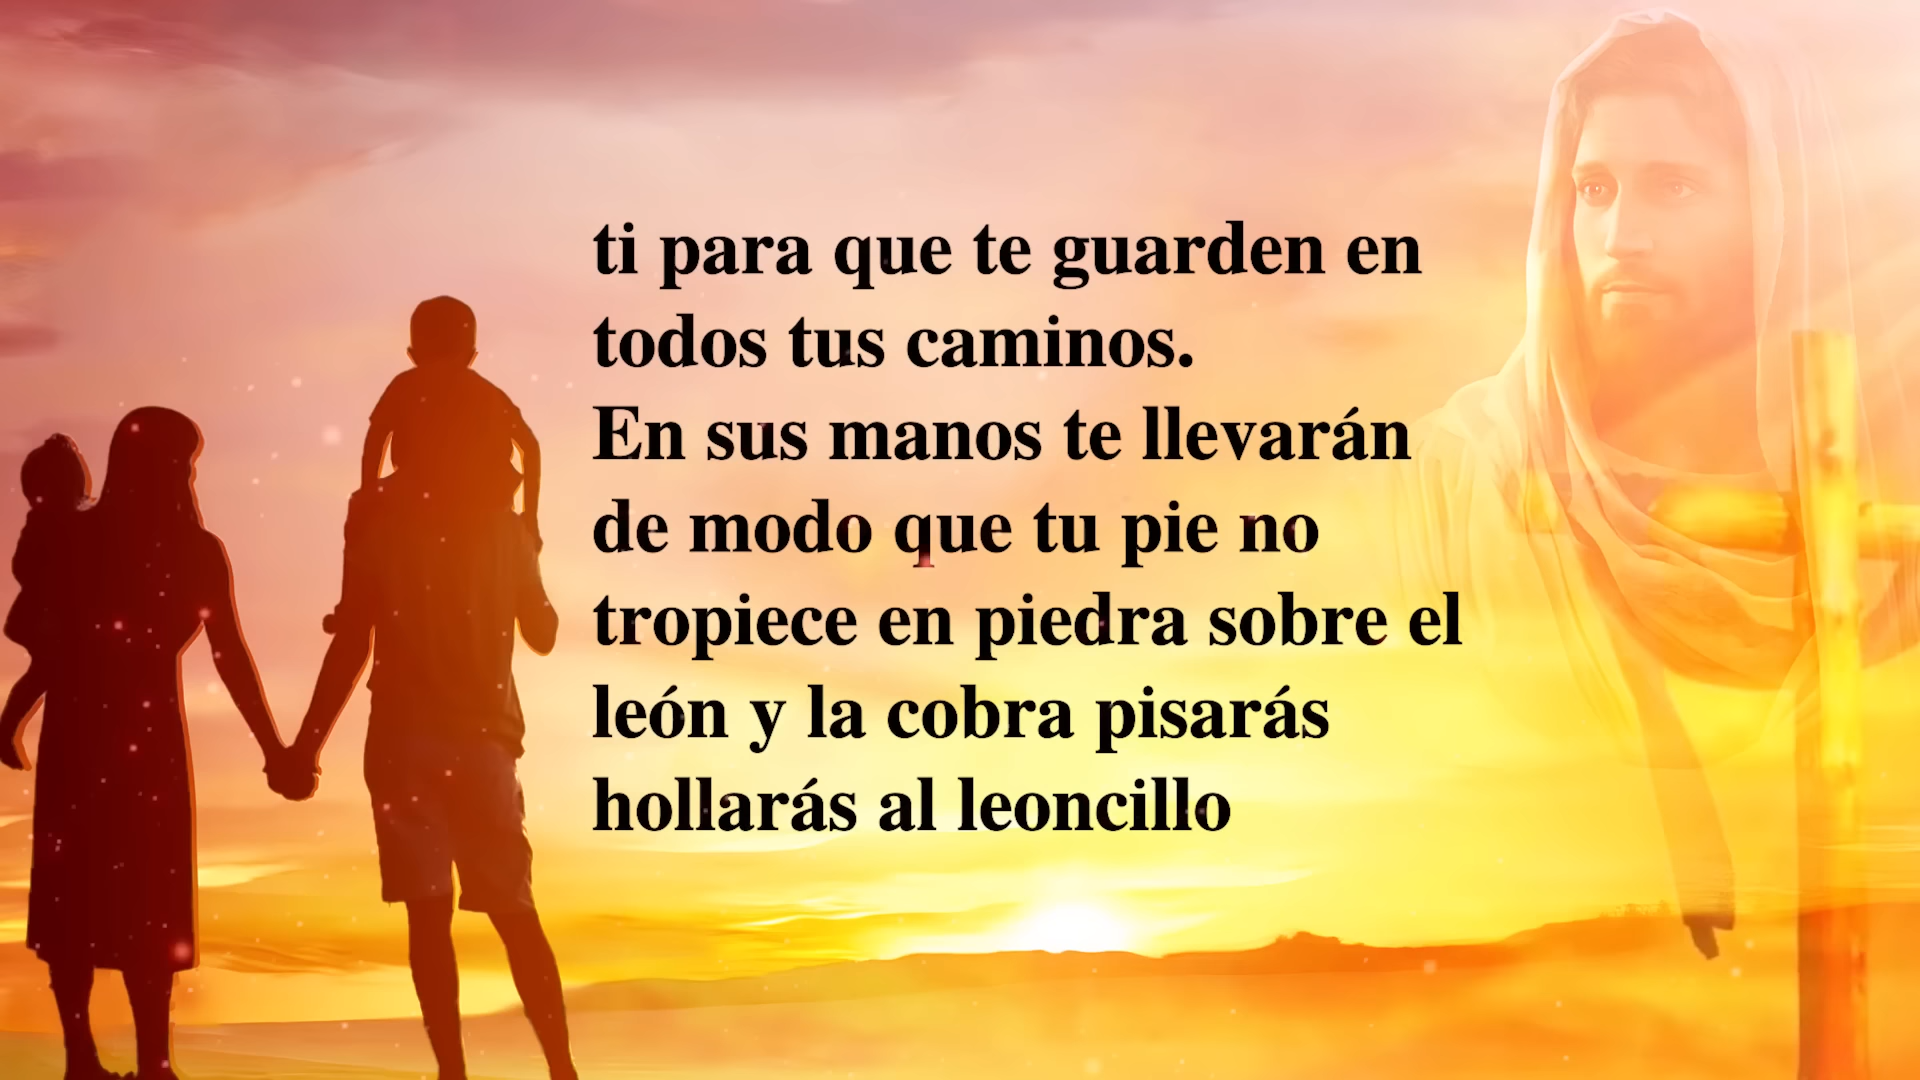 ti para que te guarden en
todos tus caminos.
En sus manos te llevarán
de modo que tu pie no
tropiece en piedra sobre el
león y la cobra pisarás
hollarás al leoncillo